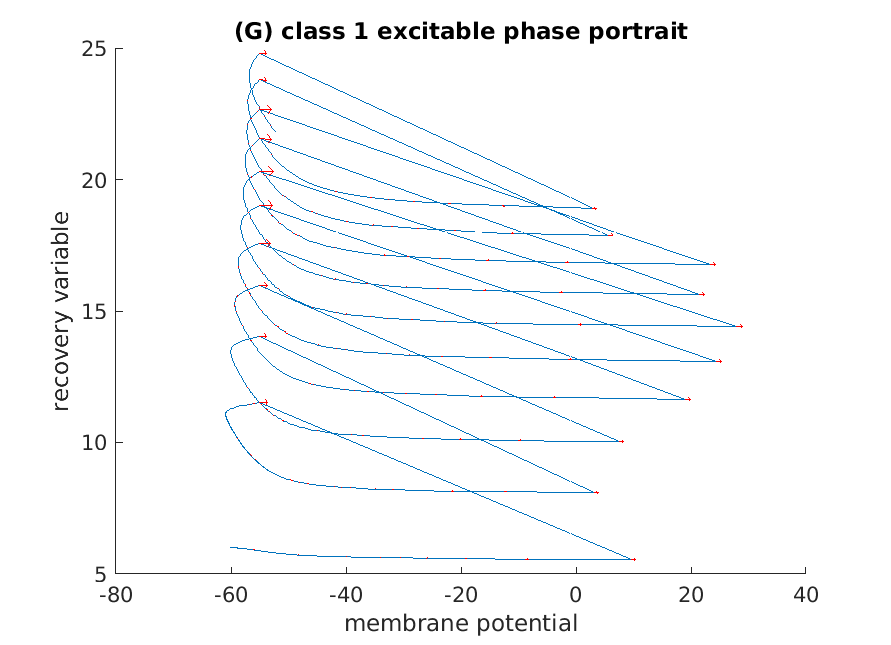 (G) class 1 excitable phase portrait
25
20
15
10
5
-80 -60 -40 -20 0 20 40
membrane potential
recovery variable